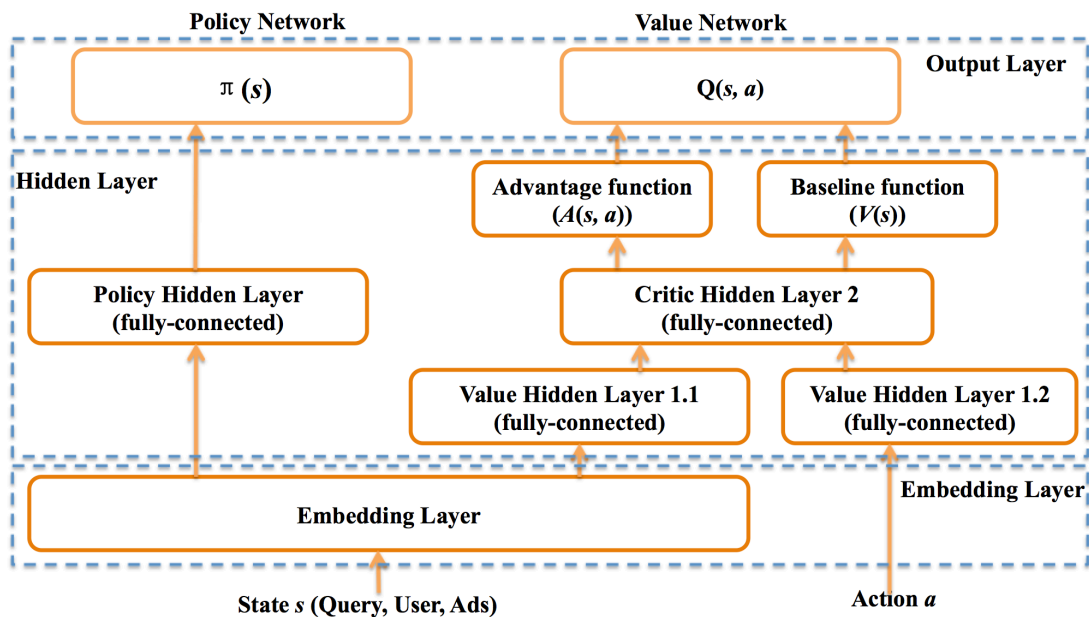 Policy Network
Value Network
Output Layer
π (s)
Q(s, a)
Hidden Layer
Advantage function
(A(s, a))
Baseline function
(V(s))
Policy Hidden Layer
(fully-connected)
Critic Hidden Layer 2
(fully-connected)
Value Hidden Layer 1.1
(fully-connected)
Value Hidden Layer 1.2
(fully-connected)
Embedding Layer
Embedding Layer
State s (Query, User, Ads)
Action a